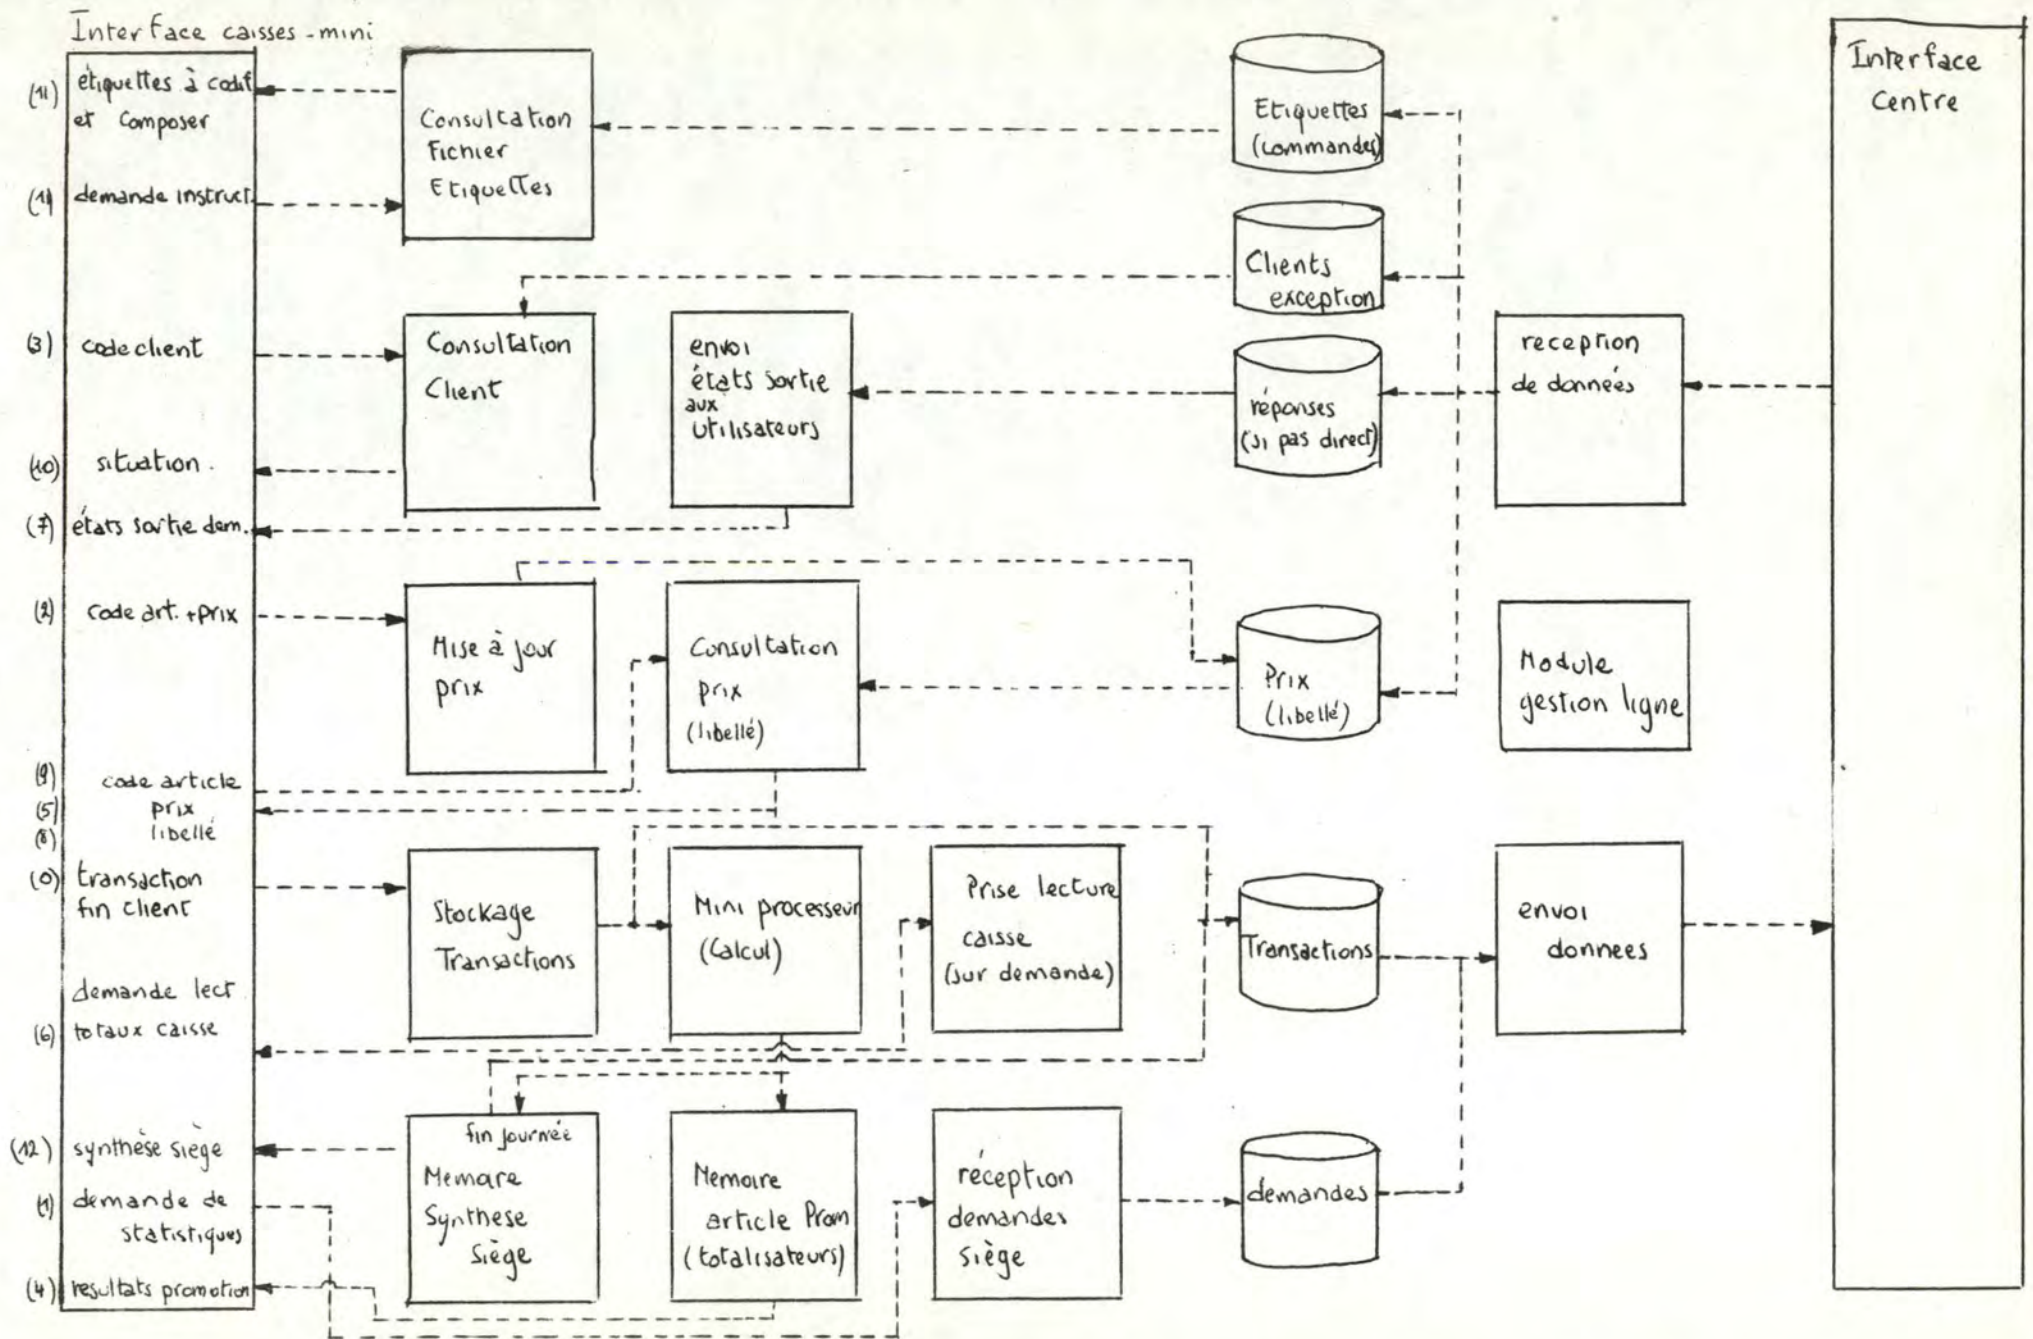 Interface caisses-mini
(11) étiquettes à codif
et composer
(1) demande instruct.
(3) code client
(10) situation.
(7) états sortie dem.
(2) code art. + prix
(9) code article
(5) prix
(8) libellé
(0) transaction
fin client
demande lect
(6) totaux caisse
(12) synthèse siège
(1) demande de
statistiques
(4) resultats promotion
Consultation
Fichier
Etiquettes
Consultation
Client
envoi
états sortie
aux
utilisateurs
Mise à jour
prix
Consultation
prix
(libellé)
Stockage
Transactions
Mini processeur
(Calcul)
Prise lecture
caisse
(sur demande)
fin journée
Memoire
Synthese
Siège
Memoire
article Prom
(totalisateurs)
réception
demandes
siège
Etiquettes
(commandes)
Clients
exception
réponses
(si pas direct)
Prix
(libellé)
Transactions
demandes
reception
de données
Module
gestion ligne
envoi
donnees
Interface
Centre